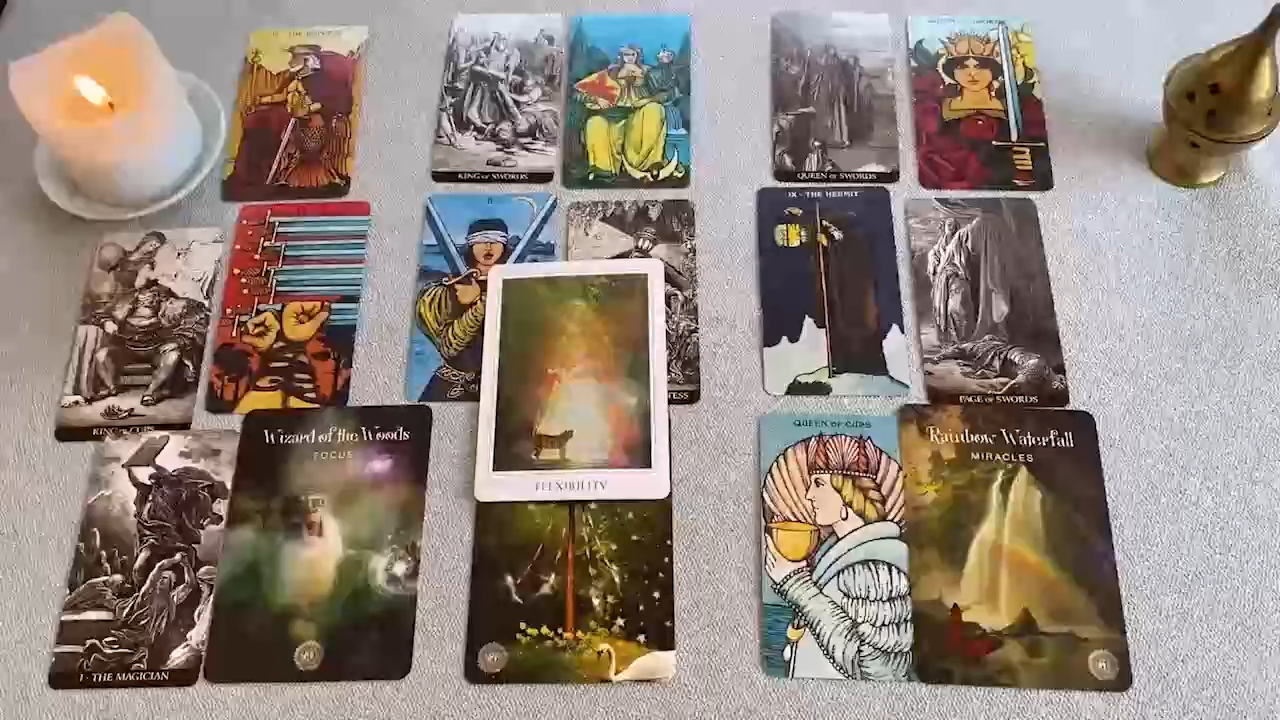 KING of SWORDS
QUEEN of SWORDS
II
IX · THE HERMIT
KING of CUPS
PAGE of SWORDS
Wizard of the Woods
FOCUS
FLEXIBILITY
QUEEN OF CUPS
Rainbow Waterfall
MIRACLES
I · THE MAGICIAN